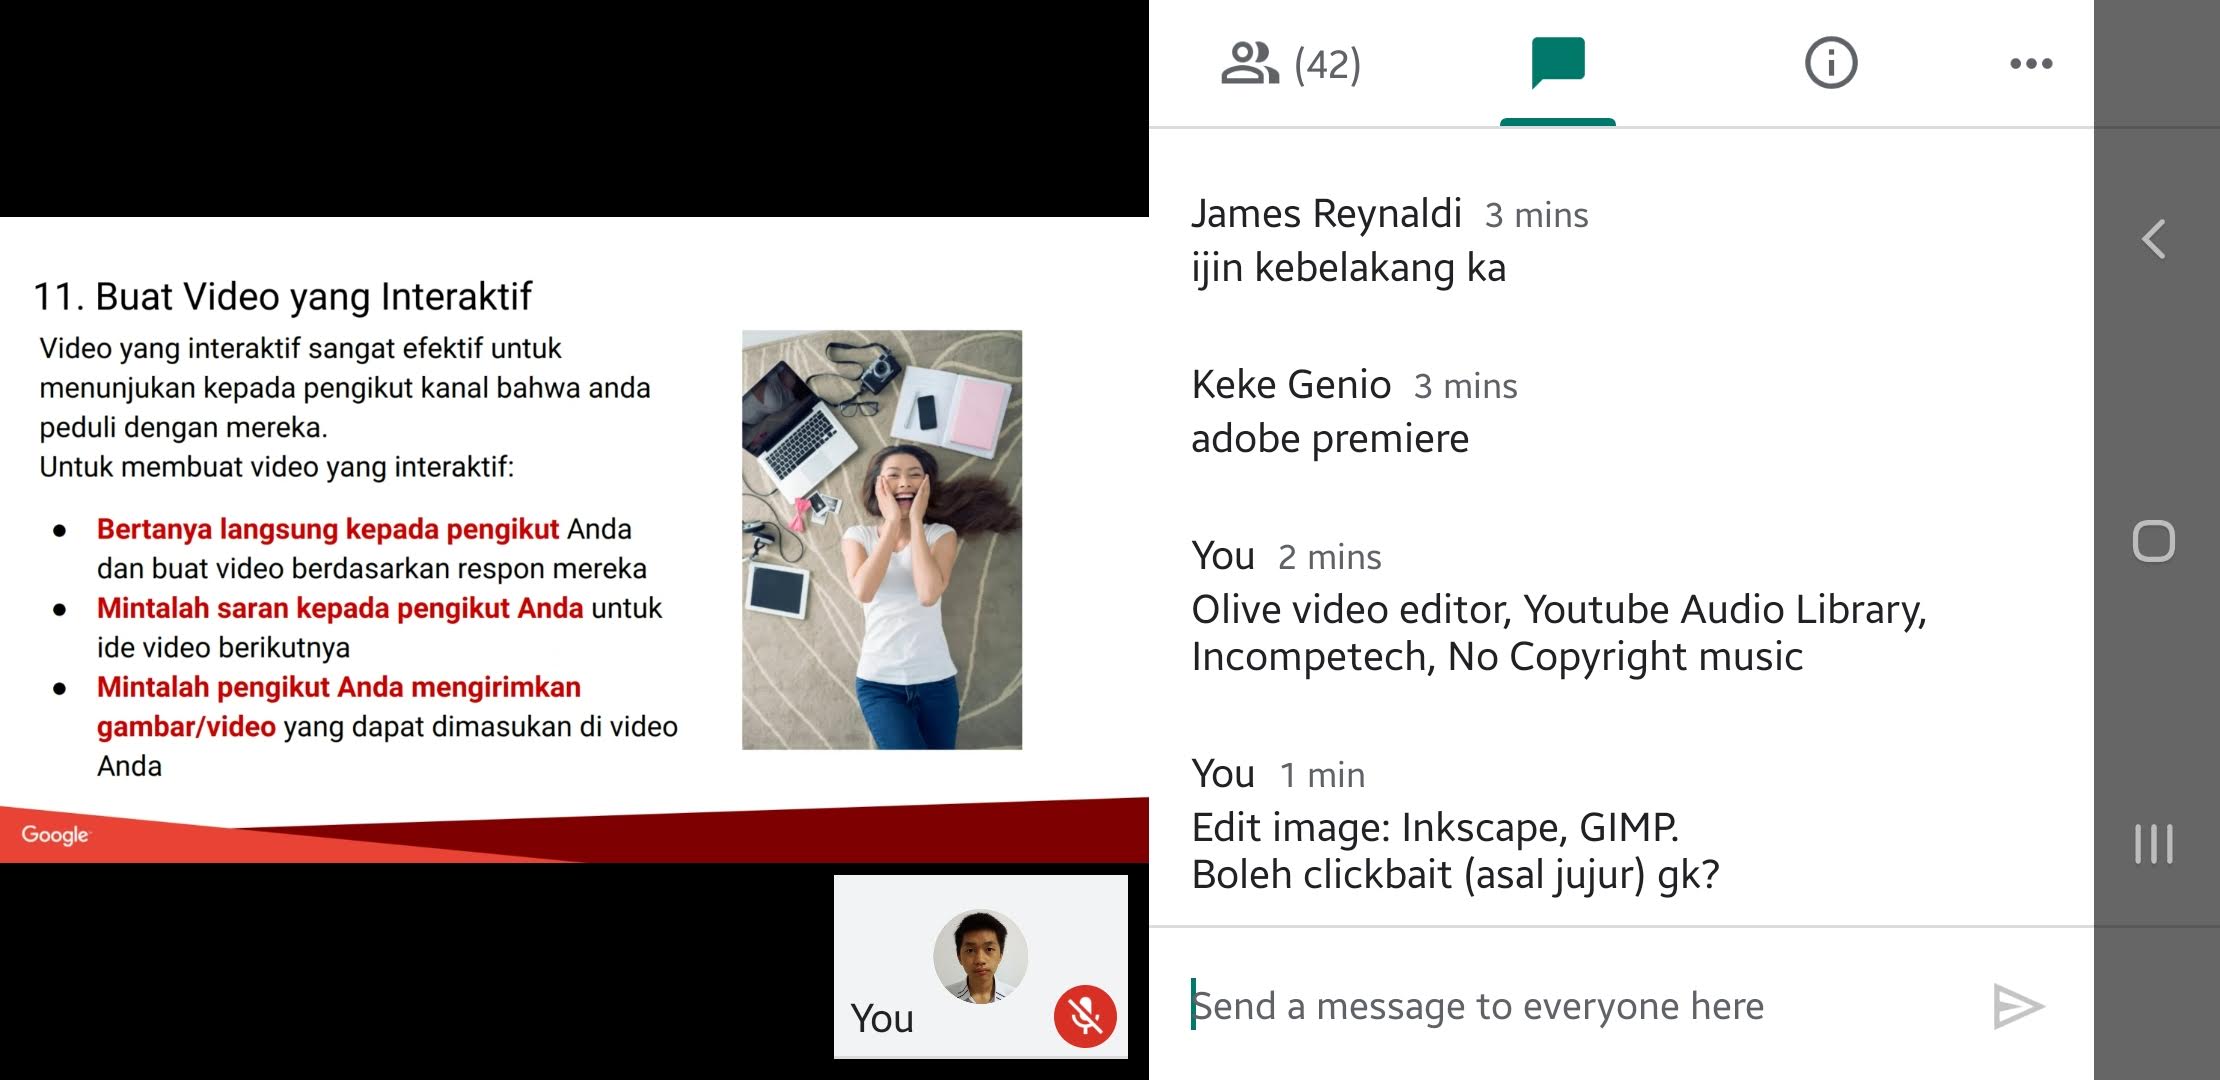 11. Buat Video yang Interaktif
Video yang interaktif sangat efektif untuk
menunjukan kepada pengikut kanal bahwa anda
peduli dengan mereka.
Untuk membuat video yang interaktif:
● Bertanya langsung kepada pengikut Anda
dan buat video berdasarkan respon mereka
● Mintalah saran kepada pengikut Anda untuk
ide video berikutnya
● Mintalah pengikut Anda mengirimkan
gambar/video yang dapat dimasukan di video
Anda
Google
You
(42)
James Reynaldi 3 mins
ijin kebelakang ka
Keke Genio 3 mins
adobe premiere
You 2 mins
Olive video editor, Youtube Audio Library,
Incompetech, No Copyright music
You 1 min
Edit image: Inkscape, GIMP.
Boleh clickbait (asal jujur) gk?
Send a message to everyone here